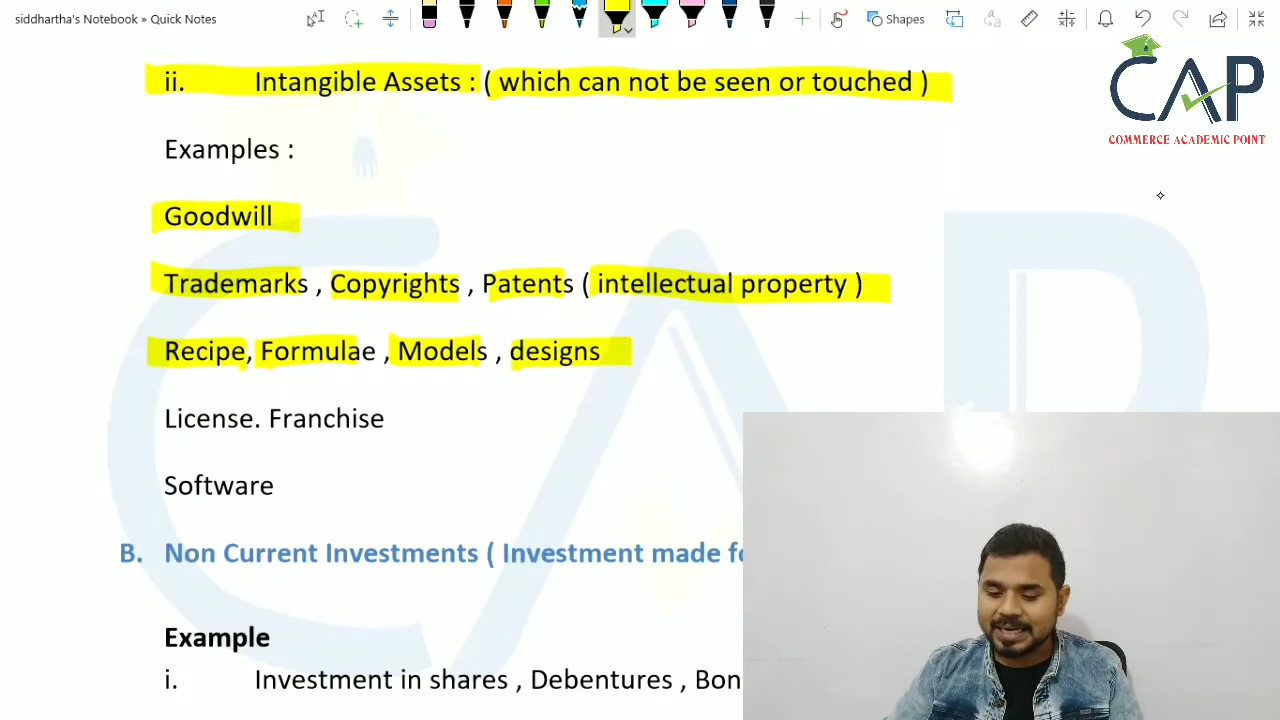 siddhartha's Notebook » Quick Notes
Shapes
CAP
COMMERCE ACADEMIC POINT
ii. Intangible Assets : ( which can not be seen or touched )
Examples :
Goodwill
Trademarks , Copyrights , Patents ( intellectual property )
Recipe, Formulae , Models , designs
License. Franchise
Software
B. Non Current Investments ( Investment made
Example
i. Investment in shares , Debentures ,